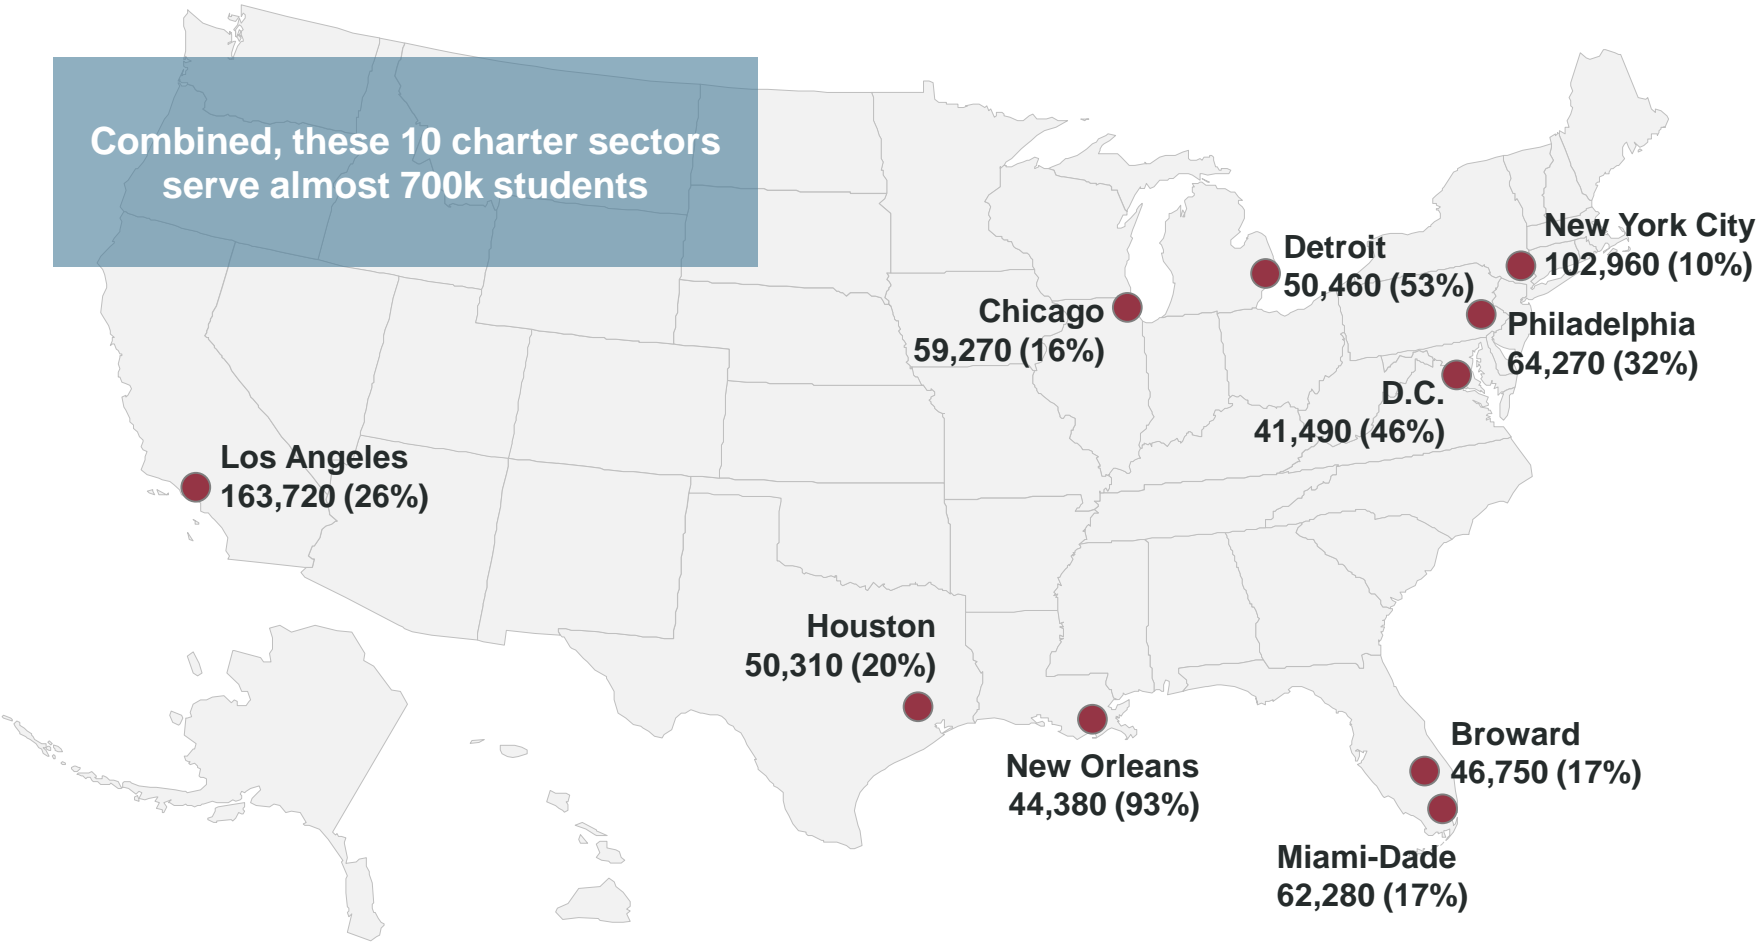 Combined, these 10 charter sectors
serve almost 700k students
New York City
102,960 (10%)
Detroit
50,460 (53%)
Chicago
59,270 (16%)
Philadelphia
64,270 (32%)
D.C.
41,490 (46%)
Los Angeles
163,720 (26%)
Houston
50,310 (20%)
New Orleans
44,380 (93%)
Broward
46,750 (17%)
Miami-Dade
62,280 (17%)